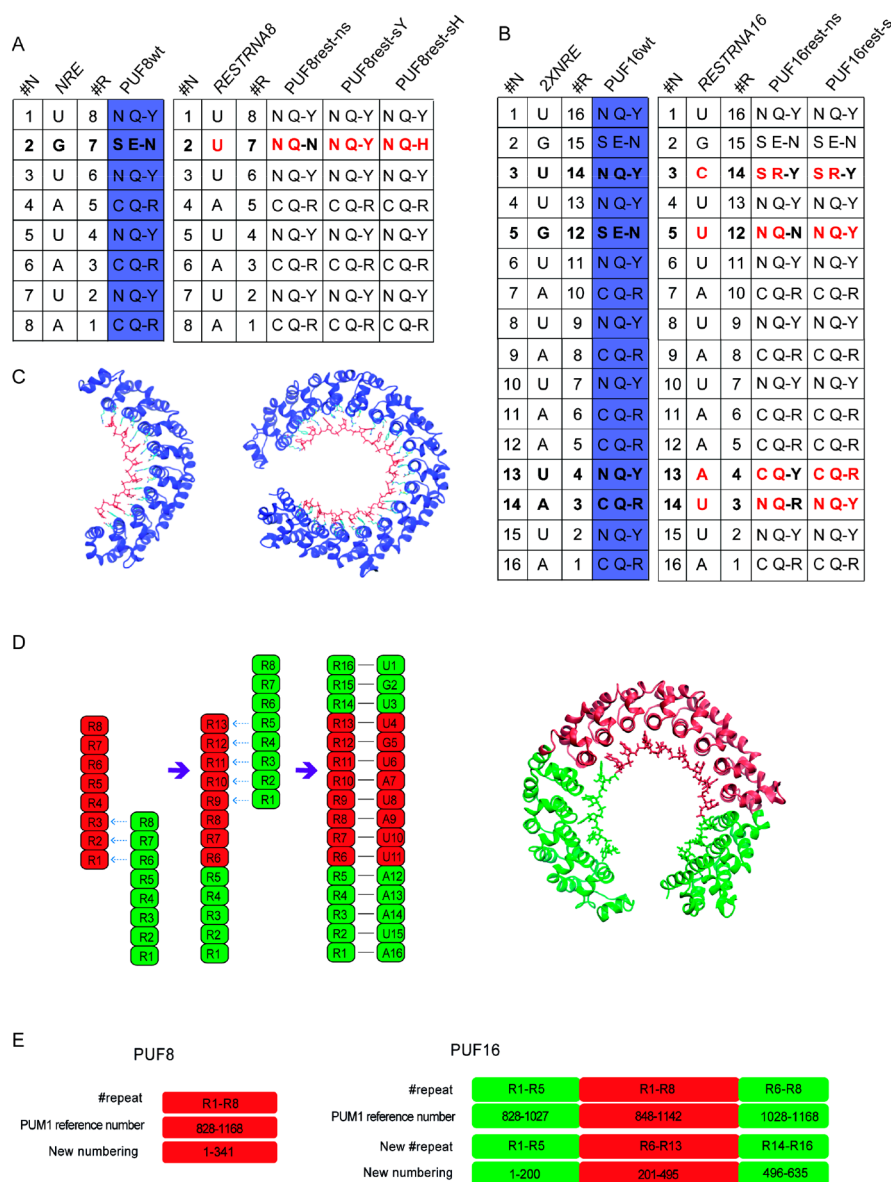 A
#N NRE #R PUF8wt
1 U 8 N Q-Y
2 G 7 S E-N
3 U 6 N Q-Y
4 A 5 C Q-R
5 U 4 N Q-Y
6 A 3 C Q-R
7 U 2 N Q-Y
8 A 1 C Q-R
#N RESTRNA8 #R PUF8rest-ns PUF8rest-sY PUF8rest-sH
1 U 8 N Q-Y N Q-Y N Q-Y
2 U 7 N Q-N N Q-Y N Q-H
3 U 6 N Q-Y N Q-Y N Q-Y
4 A 5 C Q-R C Q-R C Q-R
5 U 4 N Q-Y N Q-Y N Q-Y
6 A 3 C Q-R C Q-R C Q-R
7 U 2 N Q-Y N Q-Y N Q-Y
8 A 1 C Q-R C Q-R C Q-R
B
#N 2XNRE #R PUF16wt
1 U 16 N Q-Y
2 G 15 S E-N
3 U 14 N Q-Y
4 U 13 N Q-Y
5 G 12 S E-N
6 U 11 N Q-Y
7 A 10 C Q-R
8 U 9 N Q-Y
9 A 8 C Q-R
10 U 7 N Q-Y
11 A 6 C Q-R
12 A 5 C Q-R
13 U 4 N Q-Y
14 A 3 C Q-R
15 U 2 N Q-Y
16 A 1 C Q-R
#N RESTRNA16 #R PUF16rest-ns PUF16rest-s
1 U 16 N Q-Y N Q-Y
2 G 15 S E-N S E-N
3 C 14 S R-Y S R-Y
4 U 13 N Q-Y N Q-Y
5 U 12 N Q-N N Q-Y
6 U 11 N Q-Y N Q-Y
7 A 10 C Q-R C Q-R
8 U 9 N Q-Y N Q-Y
9 A 8 C Q-R C Q-R
10 U 7 N Q-Y N Q-Y
11 A 6 C Q-R C Q-R
12 A 5 C Q-R C Q-R
13 A 4 C Q-Y C Q-R
14 U 3 N Q-R N Q-Y
15 U 2 N Q-Y N Q-Y
16 A 1 C Q-R C Q-R
C
D
R8
R7
R6
R5
R4
R3
R2
R1
R8
R7
R6
R5
R4
R3
R2
R1
R13
R12
R11
R10
R9
R8
R7
R6
R5
R4
R3
R2
R1
R8
R7
R6
R5
R4
R3
R2
R1
R16 U1
R15 G2
R14 U3
R13 U4
R12 G5
R11 U6
R10 A7
R9 U8
R8 A9
R7 U10
R6 U11
R5 A12
R4 A13
R3 A14
R2 U15
R1 A16
E
PUF8
#repeat R1-R8
PUM1 reference number 828-1168
New numbering 1-341
PUF16
#repeat R1-R5 R1-R8 R6-R8
PUM1 reference number 828-1027 848-1142 1028-1168
New #repeat R1-R5 R6-R13 R14-R16
New numbering 1-200 201-495 496-635